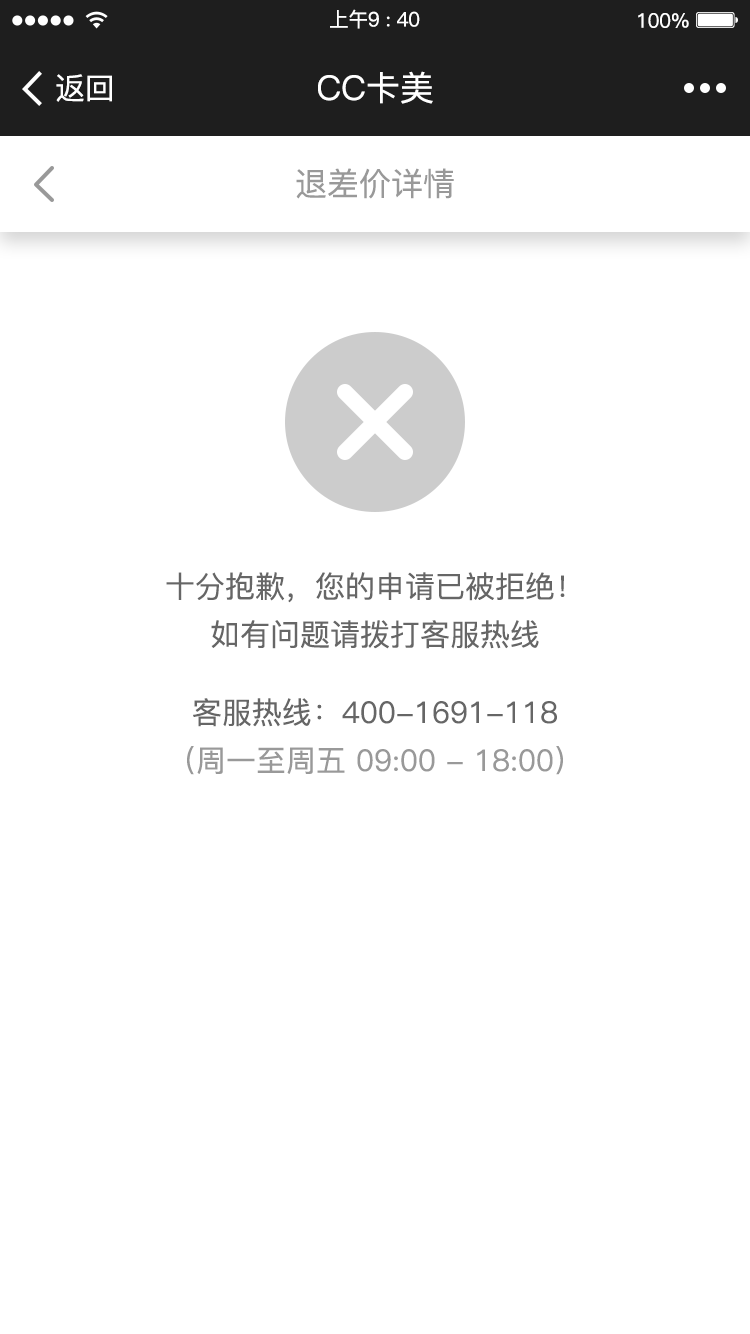 上午9 : 40
100%
返回
CC卡美
退差价详情
十分抱歉，您的申请已被拒绝！
如有问题请拨打客服热线
客服热线：400-1691-118
（周一至周五 09:00 - 18:00）